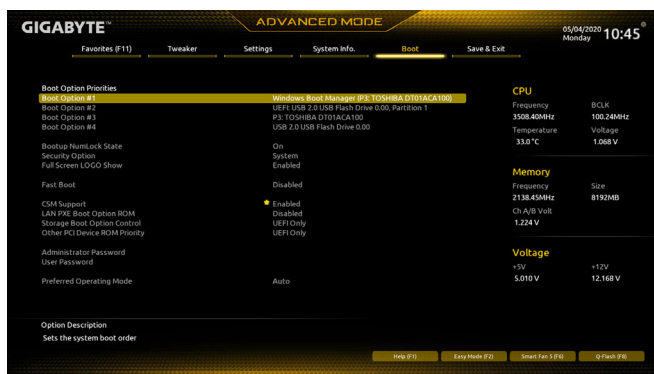 GIGABYTE™
ADVANCED MODE
05/04/2020 Monday 10:45
Favorites (F11) Tweaker Settings System Info. Boot Save & Exit
Boot Option Priorities
Boot Option #1 Windows Boot Manager (P3: TOSHIBA DT01ACA100)
Boot Option #2 UEFI: USB 2.0 USB Flash Drive 0.00, Partition 1
Boot Option #3 P3: TOSHIBA DT01ACA100
Boot Option #4 USB 2.0 USB Flash Drive 0.00
Bootup NumLock State On
Security Option System
Full Screen LOGO Show Enabled
Fast Boot Disabled
CSM Support Enabled
LAN PXE Boot Option ROM Disabled
Storage Boot Option Control UEFI Only
Other PCI Device ROM Priority UEFI Only
Administrator Password
User Password
Preferred Operating Mode Auto
CPU
Frequency BCLK
3508.40MHz 100.24MHz
Temperature Voltage
33.0 °C 1.068 V
Memory
Frequency Size
2138.45MHz 8192MB
Ch A/B Volt
1.224 V
Voltage
+5V +12V
5.010 V 12.168 V
Option Description
Sets the system boot order
Help (F1) Easy Mode (F2) Smart Fan 5 (F6) Q-Flash (F8)